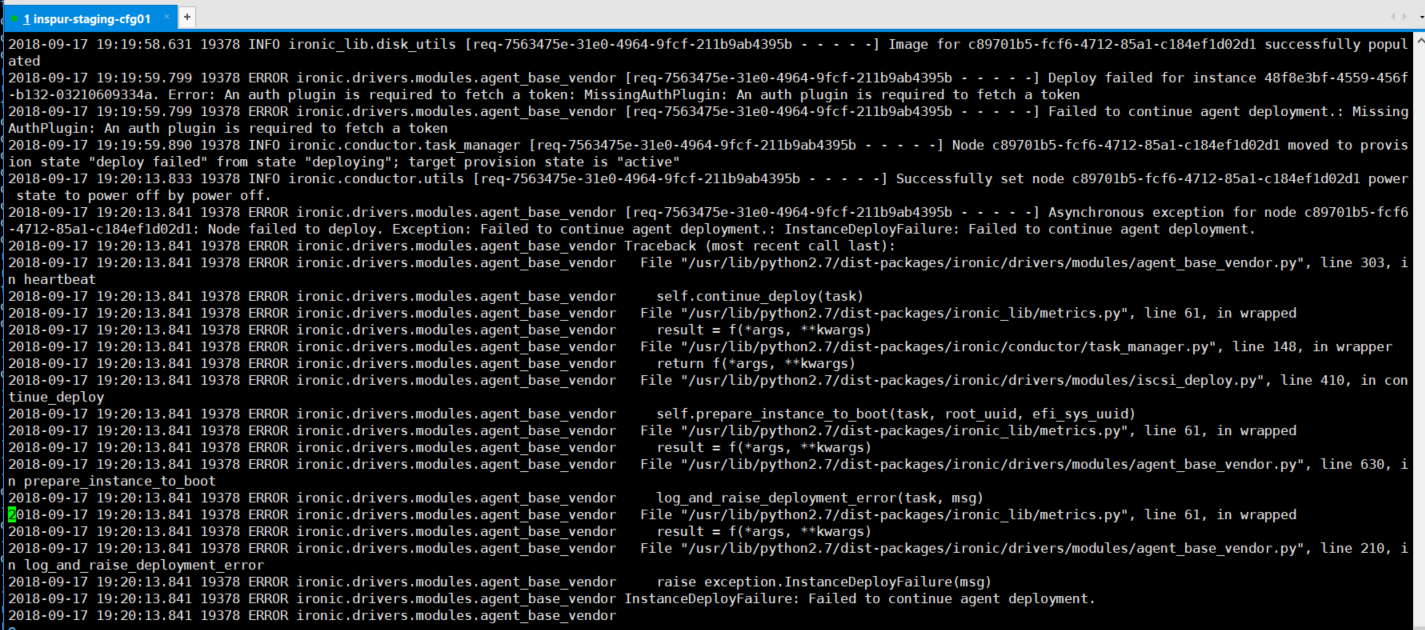 1 inspur-staging-cfg01 × +
2018-09-17 19:19:58.631 19378 INFO ironic_lib.disk_utils [req-7563475e-31e0-4964-9fcf-211b9ab4395b - - - - -] Image for c89701b5-fcf6-4712-85a1-c184ef1d02d1 successfully popul
ated
2018-09-17 19:19:59.799 19378 ERROR ironic.drivers.modules.agent_base_vendor [req-7563475e-31e0-4964-9fcf-211b9ab4395b - - - - -] Deploy failed for instance 48f8e3bf-4559-456f
-b132-03210609334a. Error: An auth plugin is required to fetch a token: MissingAuthPlugin: An auth plugin is required to fetch a token
2018-09-17 19:19:59.799 19378 ERROR ironic.drivers.modules.agent_base_vendor [req-7563475e-31e0-4964-9fcf-211b9ab4395b - - - - -] Failed to continue agent deployment.: Missing
AuthPlugin: An auth plugin is required to fetch a token
2018-09-17 19:19:59.890 19378 INFO ironic.conductor.task_manager [req-7563475e-31e0-4964-9fcf-211b9ab4395b - - - - -] Node c89701b5-fcf6-4712-85a1-c184ef1d02d1 moved to provis
ion state "deploy failed" from state "deploying"; target provision state is "active"
2018-09-17 19:20:13.833 19378 INFO ironic.conductor.utils [req-7563475e-31e0-4964-9fcf-211b9ab4395b - - - - -] Successfully set node c89701b5-fcf6-4712-85a1-c184ef1d02d1 power
 state to power off by power off.
2018-09-17 19:20:13.841 19378 ERROR ironic.drivers.modules.agent_base_vendor [req-7563475e-31e0-4964-9fcf-211b9ab4395b - - - - -] Asynchronous exception for node c89701b5-fcf6
-4712-85a1-c184ef1d02d1: Node failed to deploy. Exception: Failed to continue agent deployment.: InstanceDeployFailure: Failed to continue agent deployment.
2018-09-17 19:20:13.841 19378 ERROR ironic.drivers.modules.agent_base_vendor Traceback (most recent call last):
2018-09-17 19:20:13.841 19378 ERROR ironic.drivers.modules.agent_base_vendor   File "/usr/lib/python2.7/dist-packages/ironic/drivers/modules/agent_base_vendor.py", line 303, i
n heartbeat
2018-09-17 19:20:13.841 19378 ERROR ironic.drivers.modules.agent_base_vendor     self.continue_deploy(task)
2018-09-17 19:20:13.841 19378 ERROR ironic.drivers.modules.agent_base_vendor   File "/usr/lib/python2.7/dist-packages/ironic_lib/metrics.py", line 61, in wrapped
2018-09-17 19:20:13.841 19378 ERROR ironic.drivers.modules.agent_base_vendor     result = f(*args, **kwargs)
2018-09-17 19:20:13.841 19378 ERROR ironic.drivers.modules.agent_base_vendor   File "/usr/lib/python2.7/dist-packages/ironic/conductor/task_manager.py", line 148, in wrapper
2018-09-17 19:20:13.841 19378 ERROR ironic.drivers.modules.agent_base_vendor     return f(*args, **kwargs)
2018-09-17 19:20:13.841 19378 ERROR ironic.drivers.modules.agent_base_vendor   File "/usr/lib/python2.7/dist-packages/ironic/drivers/modules/iscsi_deploy.py", line 410, in con
tinue_deploy
2018-09-17 19:20:13.841 19378 ERROR ironic.drivers.modules.agent_base_vendor     self.prepare_instance_to_boot(task, root_uuid, efi_sys_uuid)
2018-09-17 19:20:13.841 19378 ERROR ironic.drivers.modules.agent_base_vendor   File "/usr/lib/python2.7/dist-packages/ironic_lib/metrics.py", line 61, in wrapped
2018-09-17 19:20:13.841 19378 ERROR ironic.drivers.modules.agent_base_vendor     result = f(*args, **kwargs)
2018-09-17 19:20:13.841 19378 ERROR ironic.drivers.modules.agent_base_vendor   File "/usr/lib/python2.7/dist-packages/ironic/drivers/modules/agent_base_vendor.py", line 630, i
n prepare_instance_to_boot
2018-09-17 19:20:13.841 19378 ERROR ironic.drivers.modules.agent_base_vendor     log_and_raise_deployment_error(task, msg)
2018-09-17 19:20:13.841 19378 ERROR ironic.drivers.modules.agent_base_vendor   File "/usr/lib/python2.7/dist-packages/ironic_lib/metrics.py", line 61, in wrapped
2018-09-17 19:20:13.841 19378 ERROR ironic.drivers.modules.agent_base_vendor     result = f(*args, **kwargs)
2018-09-17 19:20:13.841 19378 ERROR ironic.drivers.modules.agent_base_vendor   File "/usr/lib/python2.7/dist-packages/ironic/drivers/modules/agent_base_vendor.py", line 210, i
n log_and_raise_deployment_error
2018-09-17 19:20:13.841 19378 ERROR ironic.drivers.modules.agent_base_vendor     raise exception.InstanceDeployFailure(msg)
2018-09-17 19:20:13.841 19378 ERROR ironic.drivers.modules.agent_base_vendor InstanceDeployFailure: Failed to continue agent deployment.
2018-09-17 19:20:13.841 19378 ERROR ironic.drivers.modules.agent_base_vendor